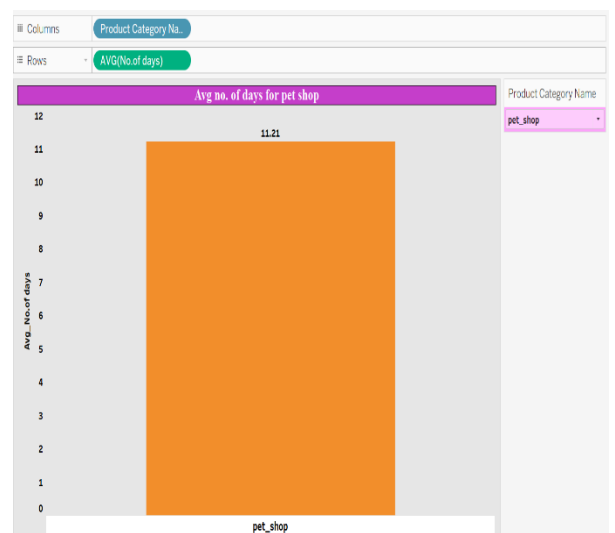 Columns
Product Category Na..
Rows
AVG(No.of days)
Avg no. of days for pet shop
12
11
10
9
8
7
6
5
4
3
2
1
0
Avg_No.of days
11.21
pet_shop
Product Category Name
pet_shop